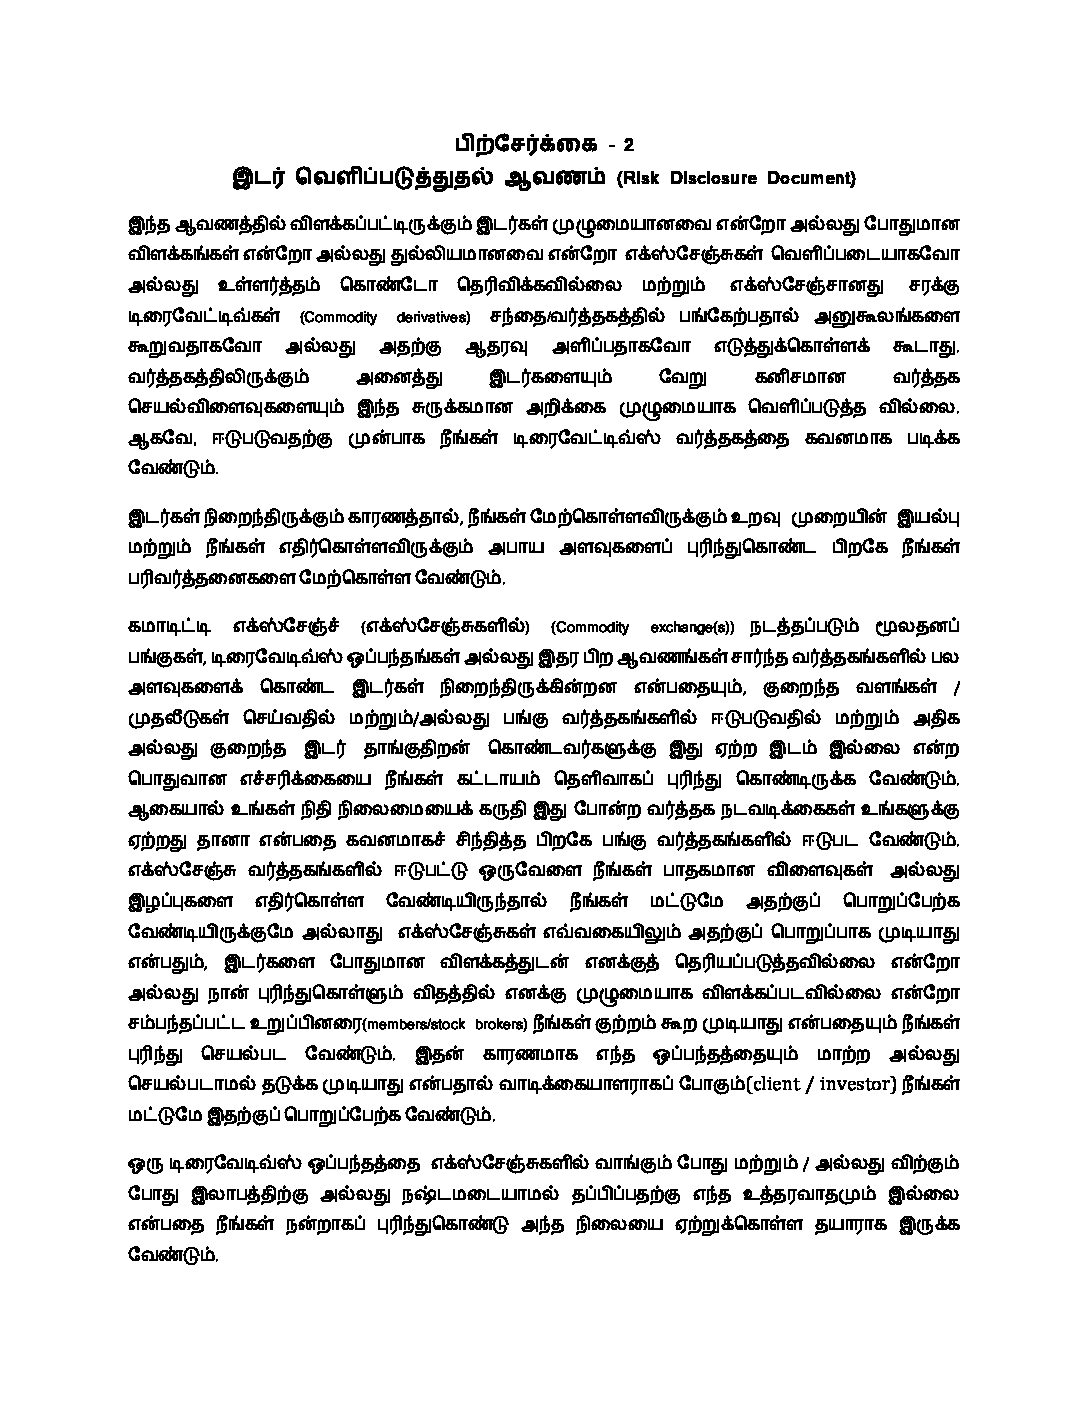 பிற்சேர்க்கை - 2
இடர் வெளிப்படுத்துதல் ஆவணம் (Risk Disclosure Document)
இந்த ஆவணத்தில் விளக்கப்பட்டிருக்கும் இடர்கள் முழுமையானவை என்றோ அல்லது போதுமான
விளக்கங்கள் என்றோ அல்லது துல்லியமானவை என்றோ எக்ஸ்சேஞ்சுகள் வெளிப்படையாகவோ
அல்லது உள்ளர்த்தம் கொண்டோ தெரிவிக்கவில்லை மற்றும் எக்ஸ்சேஞ்சானது சரக்கு
டிரைவேட்டிவ்கள் (Commodity derivatives) சந்தை/வர்த்தகத்தில் பங்கேற்பதால் அனுகூலங்களை
கூறுவதாகவோ அல்லது அதற்கு ஆதரவு அளிப்பதாகவோ எடுத்துக்கொள்ளக் கூடாது.
வர்த்தகத்திலிருக்கும் அனைத்து இடர்களையும் வேறு கனிசமான வர்த்தக
செயல்விளைவுகளையும் இந்த சுருக்கமான அறிக்கை முழுமையாக வெளிப்படுத்த வில்லை.
ஆகவே, ஈடுபடுவதற்கு முன்பாக நீங்கள் டிரைவேட்டிவ்ஸ் வர்த்தகத்தை கவனமாக படிக்க
வேண்டும்.
இடர்கள் நிறைந்திருக்கும் காரணத்தால், நீங்கள் மேற்கொள்ளவிருக்கும் உறவு முறையின் இயல்பு
மற்றும் நீங்கள் எதிர்கொள்ளவிருக்கும் அபாய அளவுகளைப் புரிந்துகொண்ட பிறகே நீங்கள்
பரிவர்த்தனைகளை மேற்கொள்ள வேண்டும்.
கமாடிட்டி எக்ஸ்சேஞ்ச் (எக்ஸ்சேஞ்சுகளில்) (Commodity exchange(s)) நடத்தப்படும் மூலதனப்
பங்குகள், டிரைவேடிவ்ஸ் ஒப்பந்தங்கள் அல்லது இதர பிற ஆவணங்கள் சார்ந்த வர்த்தகங்களில் பல
அளவுகளைக் கொண்ட இடர்கள் நிறைந்திருக்கின்றன என்பதையும், குறைந்த வளங்கள் /
முதலீடுகள் செய்வதில் மற்றும்/அல்லது பங்கு வர்த்தகங்களில் ஈடுபடுவதில் மற்றும் அதிக
அல்லது குறைந்த இடர் தாங்குதிறன் கொண்டவர்களுக்கு இது ஏற்ற இடம் இல்லை என்ற
பொதுவான எச்சரிக்கையை நீங்கள் கட்டாயம் தெளிவாகப் புரிந்து கொண்டிருக்க வேண்டும்.
ஆகையால் உங்கள் நிதி நிலைமையைக் கருதி இது போன்ற வர்த்தக நடவடிக்கைகள் உங்களுக்கு
ஏற்றது தானா என்பதை கவனமாகச் சிந்தித்த பிறகே பங்கு வர்த்தகங்களில் ஈடுபட வேண்டும்.
எக்ஸ்சேஞ்சு வர்த்தகங்களில் ஈடுபட்டு ஒருவேளை நீங்கள் பாதகமான விளைவுகள் அல்லது
இழப்புகளை எதிர்கொள்ள வேண்டியிருந்தால் நீங்கள் மட்டுமே அதற்குப் பொறுப்பேற்க
வேண்டியிருக்குமே அல்லாது எக்ஸ்சேஞ்சுகள் எவ்வகையிலும் அதற்குப் பொறுப்பாக முடியாது
என்பதும், இடர்களை போதுமான விளக்கத்துடன் எனக்குத் தெரியப்படுத்தவில்லை என்றோ
அல்லது நான் புரிந்துகொள்ளும் விதத்தில் எனக்கு முழுமையாக விளக்கப்படவில்லை என்றோ
சம்பந்தப்பட்ட உறுப்பினரை(members/stock brokers) நீங்கள் குற்றம் கூற முடியாது என்பதையும் நீங்கள்
புரிந்து செயல்பட வேண்டும். இதன் காரணமாக எந்த ஒப்பந்தத்தையும் மாற்ற அல்லது
செயல்படாமல் தடுக்க முடியாது என்பதால் வாடிக்கையாளராகப் போகும்(client / investor) நீங்கள்
மட்டுமே இதற்குப் பொறுப்பேற்க வேண்டும்.
ஒரு டிரைவேடிவ்ஸ் ஒப்பந்தத்தை எக்ஸ்சேஞ்சுகளில் வாங்கும் போது மற்றும் / அல்லது விற்கும்
போது இலாபத்திற்கு அல்லது நஷ்டமடையாமல் தப்பிப்பதற்கு எந்த உத்தரவாதமும் இல்லை
என்பதை நீங்கள் நன்றாகப் புரிந்துகொண்டு அந்த நிலையை ஏற்றுக்கொள்ள தயாராக இருக்க
வேண்டும்.